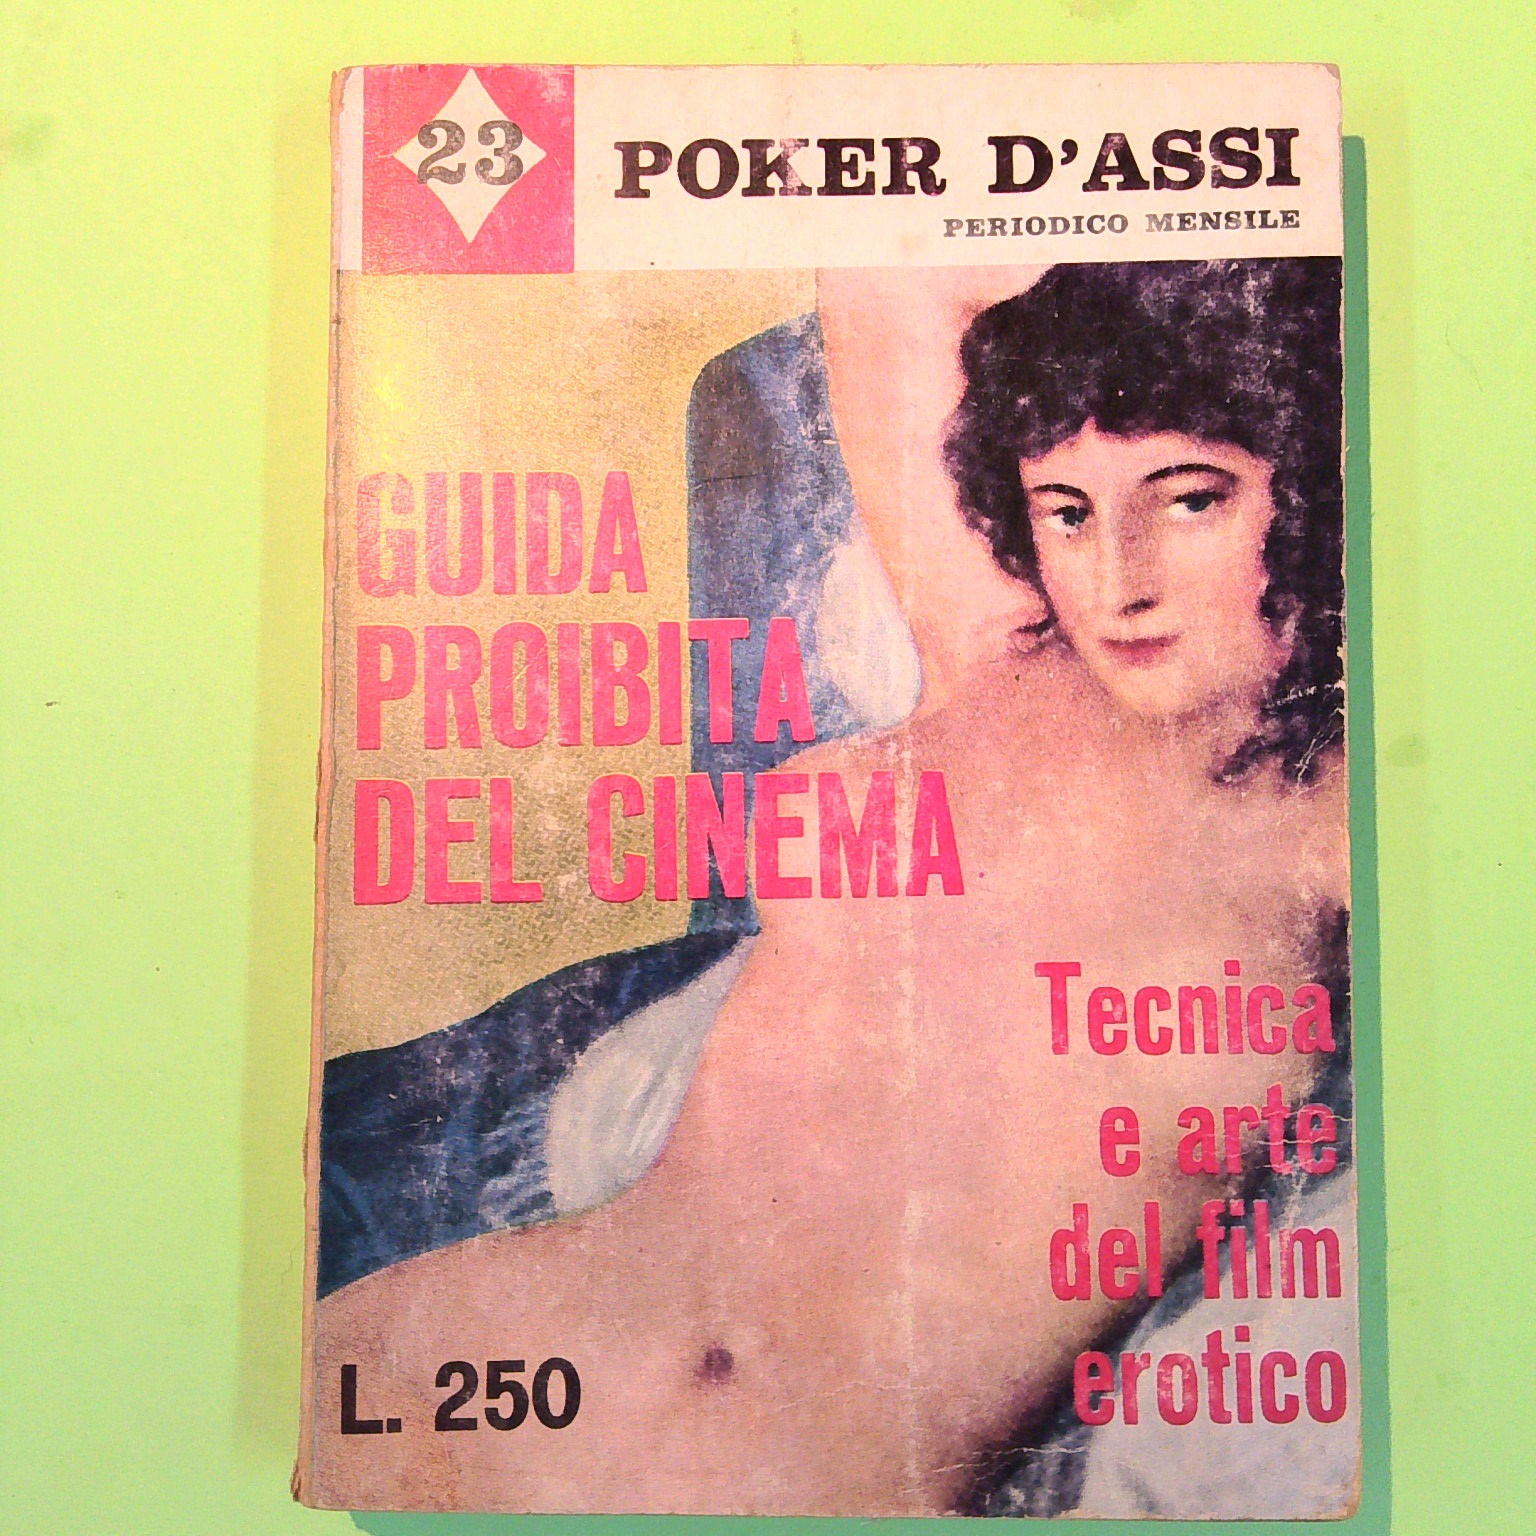 23
POKER D'ASSI
PERIODICO MENSILE
GUIDA
PROIBITA
DEL CINEMA
Tecnica
e arte
del film
erotico
L. 250